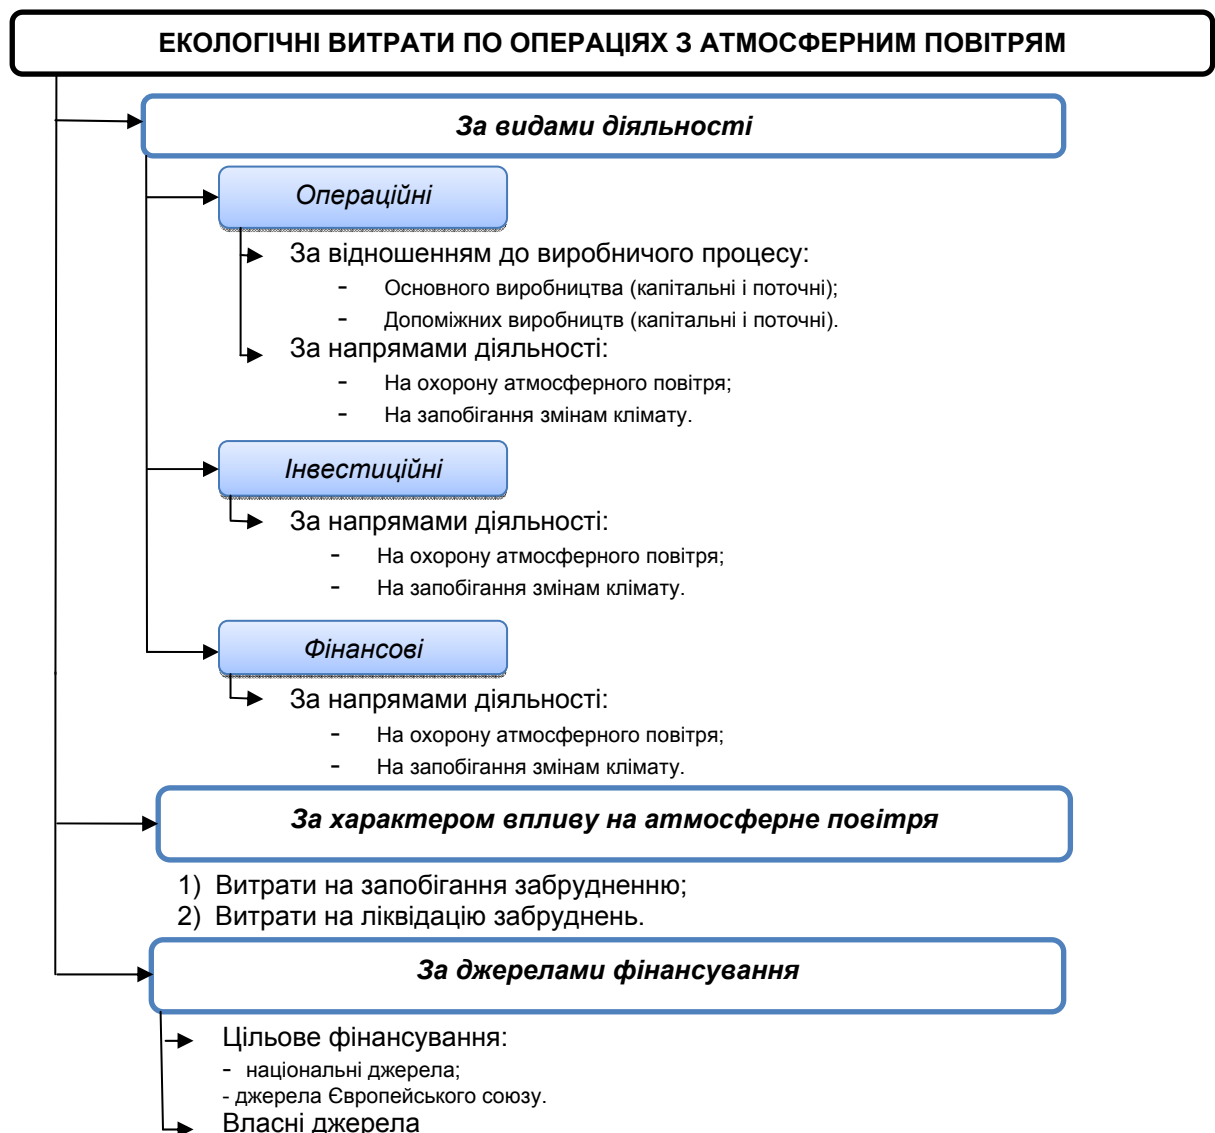 ЕКОЛОГІЧНІ ВИТРАТИ ПО ОПЕРАЦІЯХ З АТМОСФЕРНИМ ПОВІТРЯМ
За видами діяльності
Операційні
За відношенням до виробничого процесу:
- Основного виробництва (капітальні і поточні);
- Допоміжних виробництв (капітальні і поточні).
За напрямами діяльності:
- На охорону атмосферного повітря;
- На запобігання змінам клімату.
Інвестиційні
За напрямами діяльності:
- На охорону атмосферного повітря;
- На запобігання змінам клімату.
Фінансові
За напрямами діяльності:
- На охорону атмосферного повітря;
- На запобігання змінам клімату.
За характером впливу на атмосферне повітря
1) Витрати на запобігання забрудненню;
2) Витрати на ліквідацію забруднень.
За джерелами фінансування
Цільове фінансування:
- національні джерела;
- джерела Європейського союзу.
Власні джерела